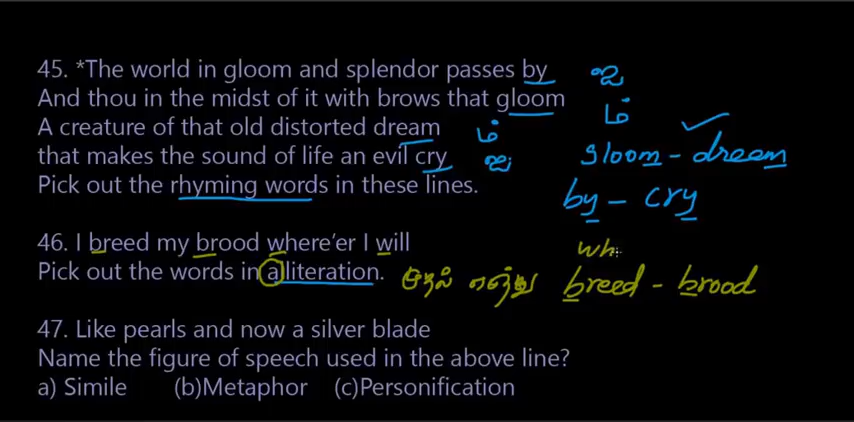 45. *The world in gloom and splendor passes by ஐ
And thou in the midst of it with brows that gloom ம்
A creature of that old distorted dream ம்
that makes the sound of life an evil cry ஐ gloom - dream
Pick out the rhyming words in these lines. by - cry
46. I breed my brood where'er I will wh
Pick out the words in alliteration. முதல் எழுத்து breed - brood
47. Like pearls and now a silver blade
Name the figure of speech used in the above line?
a) Simile (b)Metaphor (c)Personification